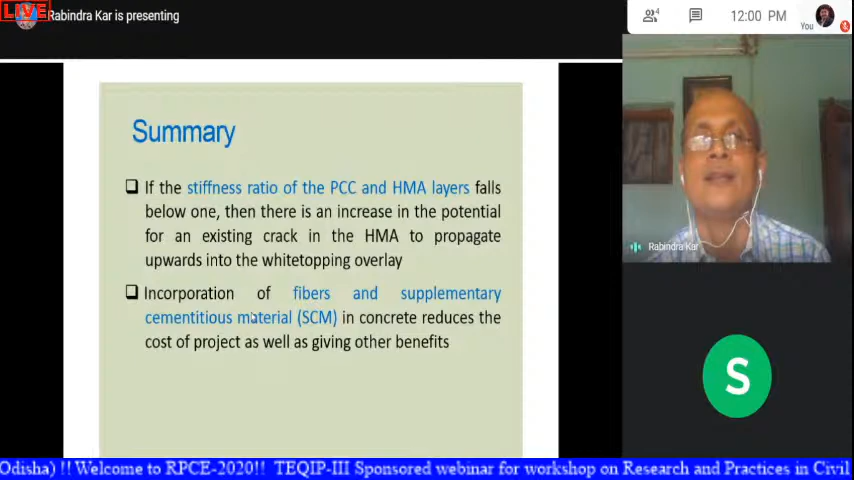 LIVE
Rabindra Kar is presenting
4
12:00 PM
You
Summary
If the stiffness ratio of the PCC and HMA layers falls
below one, then there is an increase in the potential
for an existing crack in the HMA to propagate
upwards into the whitetopping overlay
Incorporation of fibers and supplementary
cementitious material (SCM) in concrete reduces the
cost of project as well as giving other benefits
Rabindra Kar
S
Odisha) !! Welcome to RPCE-2020!! TEQIP-III Sponsored webinar for workshop on Research and Practices in Civil